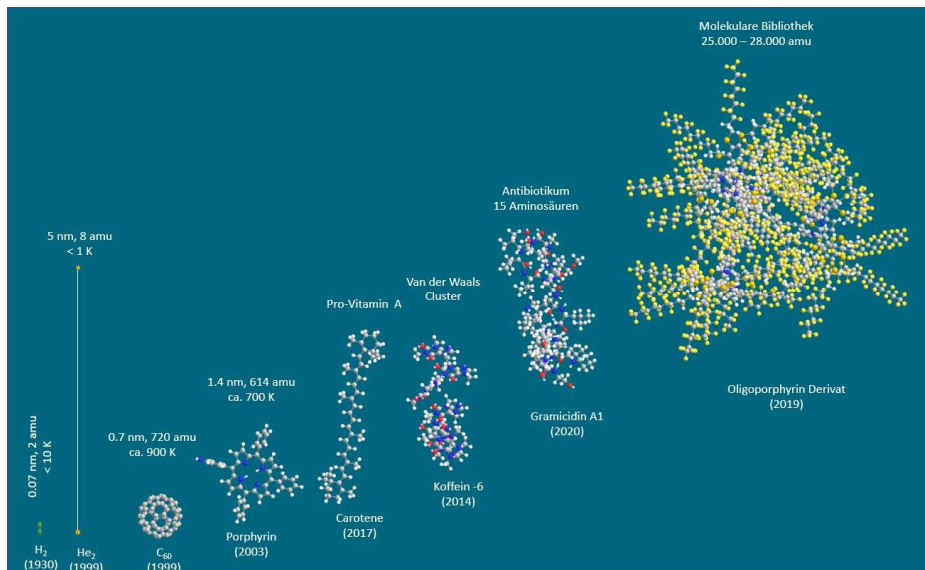 Molekulare Bibliothek
25.000 – 28.000 amu
Antibiotikum
15 Aminosäuren
5 nm, 8 amu
< 1 K
Van der Waals
Cluster
Pro-Vitamin A
1.4 nm, 614 amu
ca. 700 K
Oligoporphyrin Derivat
(2019)
0.07 nm, 2 amu
< 10 K
0.7 nm, 720 amu
ca. 900 K
Gramicidin A1
(2020)
Koffein -6
(2014)
Carotene
(2017)
Porphyrin
(2003)
H₂
(1930)
He₂
(1999)
C₆₀
(1999)